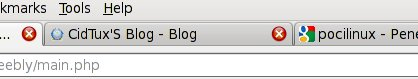 kmarks Tools Help
... CidTux'S Blog - Blog pocilinux - Pene
eebly/main.php